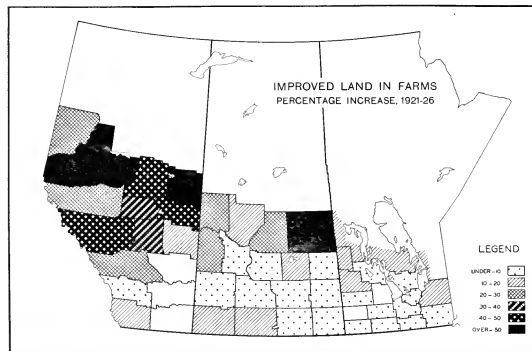 IMPROVED LAND IN FARMS
PERCENTAGE INCREASE, 1921-26
LEGEND
UNDER-10
10-20
20-30
30-40
40-50
OVER-50